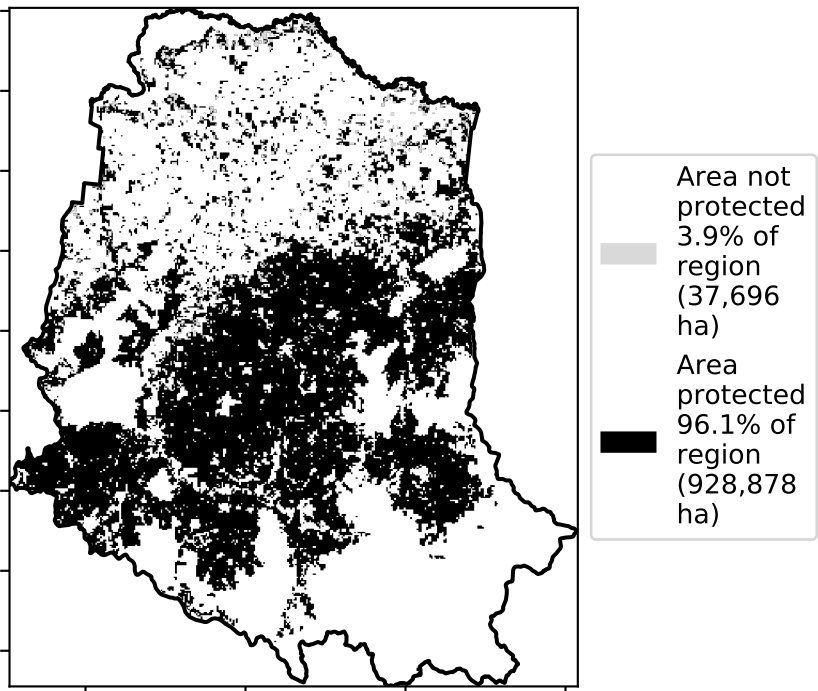 Area not
protected
3.9% of
region
(37,696
ha)
Area
protected
96.1% of
region
(928,878
ha)